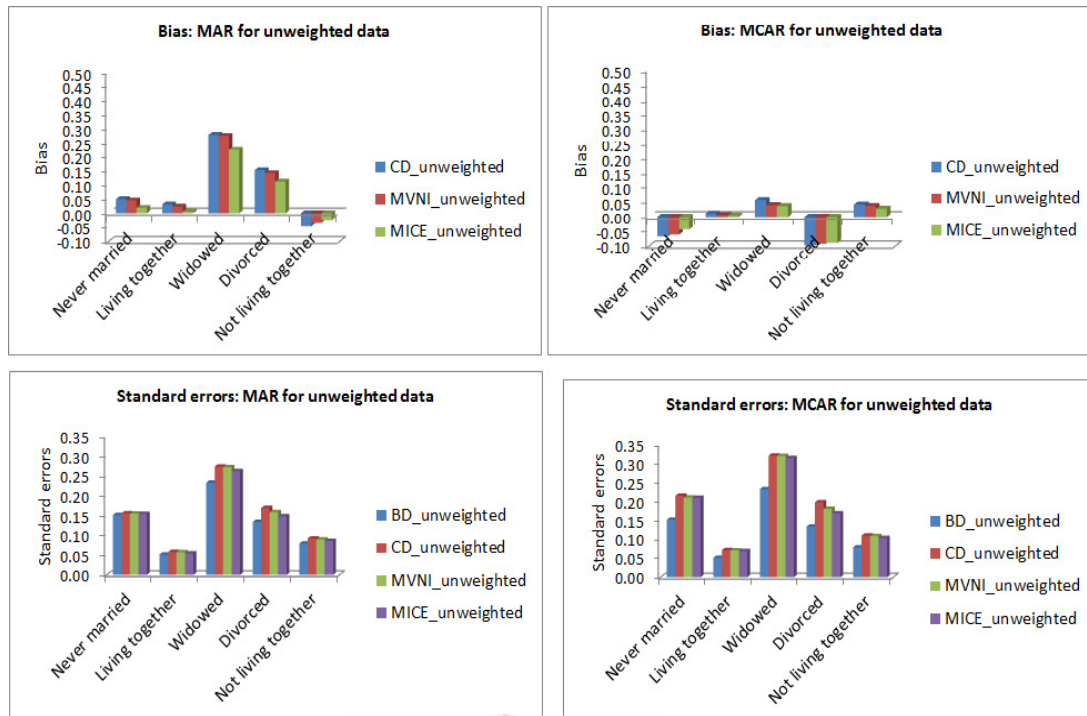 Bias: MAR for unweighted data
0.50
0.45
0.40
0.35
0.30
0.25
0.20
0.15
0.10
0.05
0.00
-0.05
-0.10
Bias
Never married
Living together
Widowed
Divorced
Not living together
CD_unweighted
MVNI_unweighted
MICE_unweighted
Bias: MCAR for unweighted data
0.50
0.45
0.40
0.35
0.30
0.25
0.20
0.15
0.10
0.05
0.00
-0.05
-0.10
Bias
Never married
Living together
Widowed
Divorced
Not living together
CD_unweighted
MVNI_unweighted
MICE_unweighted
Standard errors: MAR for unweighted data
0.35
0.30
0.25
0.20
0.15
0.10
0.05
0.00
Standard errors
Never married
Living together
Widowed
Divorced
Not living together
BD_unweighted
CD_unweighted
MVNI_unweighted
MICE_unweighted
Standard errors: MCAR for unweighted data
0.35
0.30
0.25
0.20
0.15
0.10
0.05
0.00
Standard errors
Never married
Living together
Widowed
Divorced
Not living together
BD_unweighted
CD_unweighted
MVNI_unweighted
MICE_unweighted